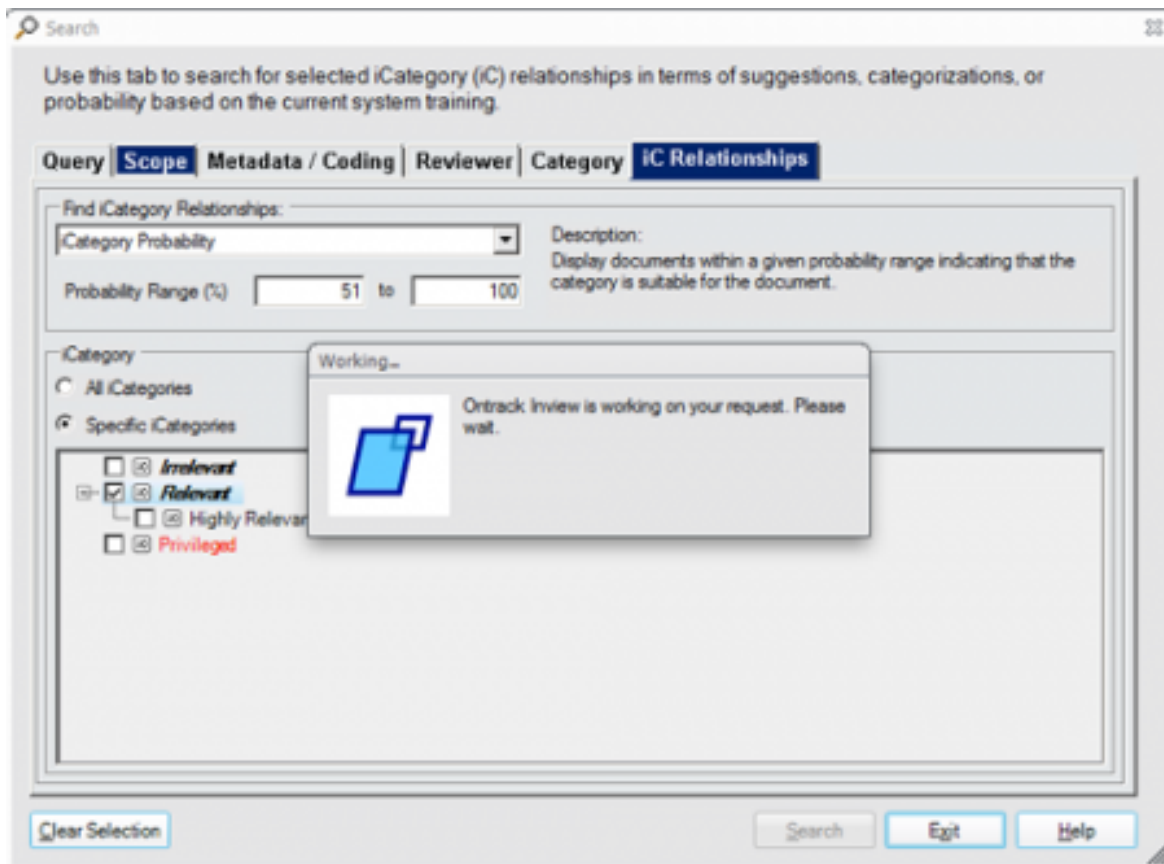 Search
Use this tab to search for selected iCategory (iC) relationships in terms of suggestions, categorizations, or
probability based on the current system training.
Query Scope Metadata / Coding Reviewer Category iC Relationships
Find iCategory Relationships:
iCategory Probability
Description:
Display documents within a given probability range indicating that the
category is suitable for the document.
Probability Range (%) 51 to 100
iCategory
All iCategories
Specific iCategories
Irrelevant
Relevant
Highly Relevan
Privileged
Working...
Ontrack Inview is working on your request. Please
wait.
Clear Selection
Search Exit Help